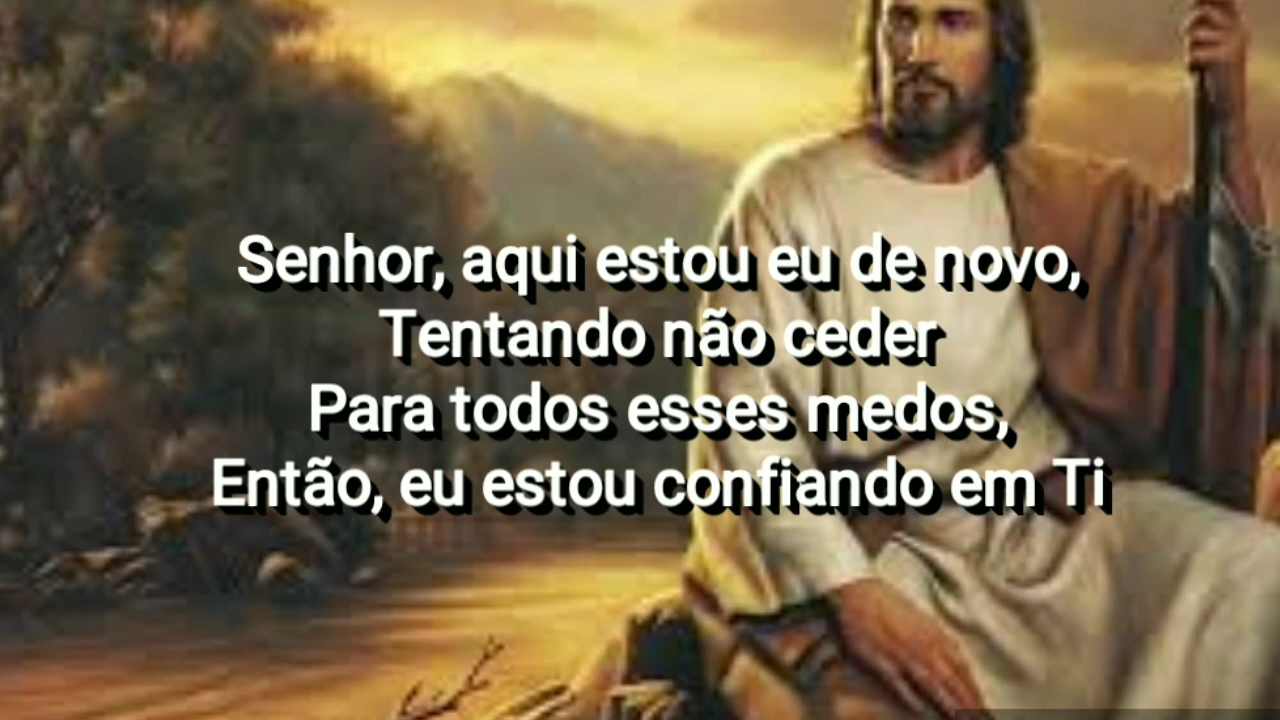 Senhor, aqui estou eu de novo,
Tentando não ceder
Para todos esses medos,
Então, eu estou confiando em Ti